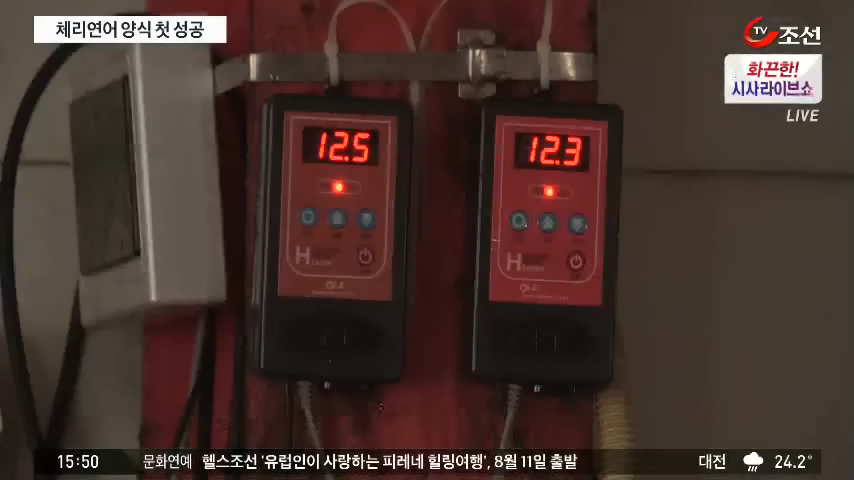 체리연어 양식 첫 성공
TV조선
화끈한!
시사라이브쇼
LIVE
12.5
12.3
H
H
15:50 문화연예 헬스조선 '유럽인이 사랑하는 피레네 힐링여행', 8월 11일 출발 대전 24.2°